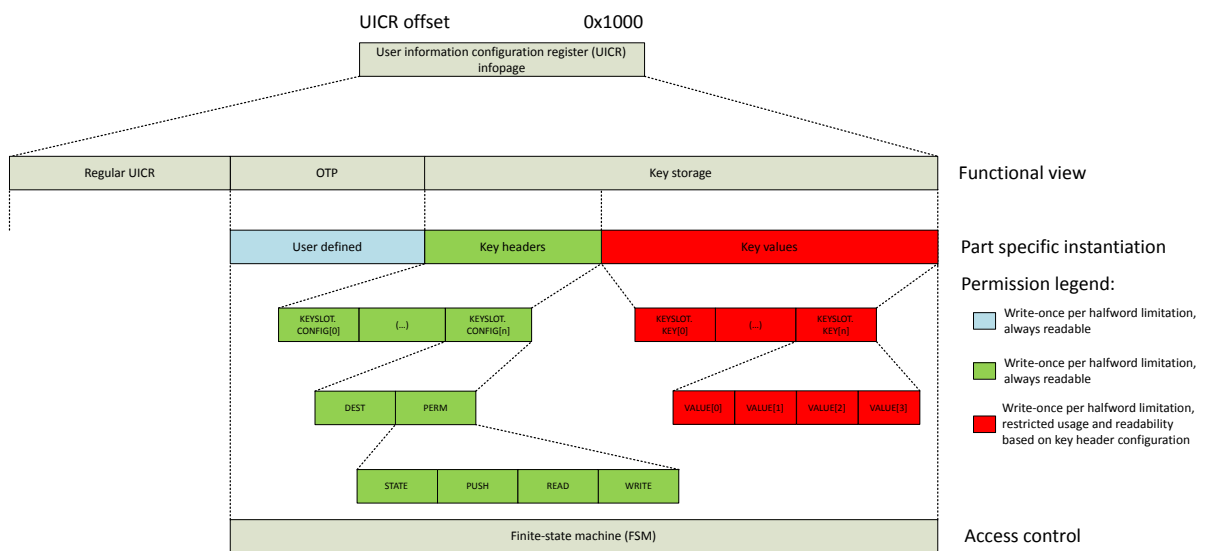 UICR offset 0x1000
User information configuration register (UICR)
infopage
Regular UICR OTP Key storage Functional view
User defined Key headers Key values Part specific instantiation
Permission legend:
KEYSLOT.
CONFIG[0]
(...)
KEYSLOT.
CONFIG[n]
KEYSLOT.
KEY[0]
(...)
KEYSLOT.
KEY[n]
Write-once per halfword limitation,
always readable
Write-once per halfword limitation,
always readable
DEST PERM
VALUE[0] VALUE[1] VALUE[2] VALUE[3]
Write-once per halfword limitation,
restricted usage and readability
based on key header configuration
STATE PUSH READ WRITE
Finite-state machine (FSM) Access control